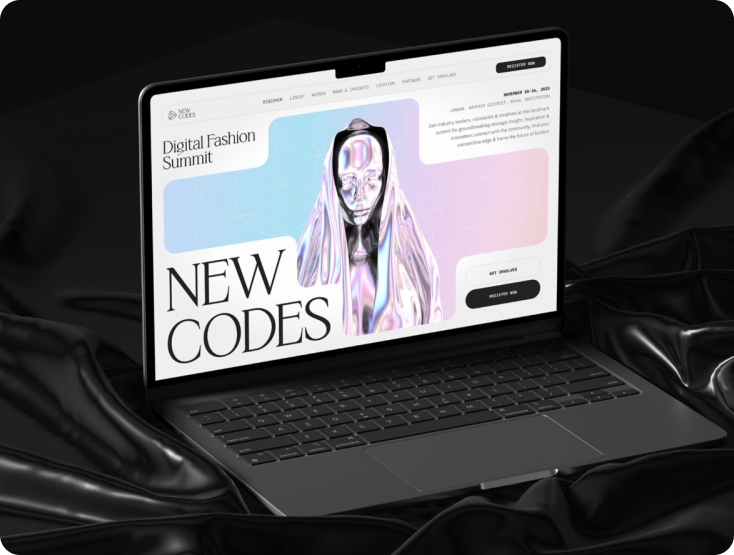 NEW
CODES
DISCOVER LINEUP AGENDA NEWS & INSIGHTS LOCATION PARTNERS GET INVOLVED
REGISTER NOW
Digital Fashion
Summit
NOVEMBER 15-16, 2023
LONDON, MAYFAIR DISTRICT, ROYAL INSTITUTION
Join industry leaders, visionaries & creatives at this landmark
summit for groundbreaking strategic insight, inspiration &
innovation; connect with the community, find your
competitive edge & frame the future of fashion
NEW
CODES
GET INVOLVED
REGISTER NOW